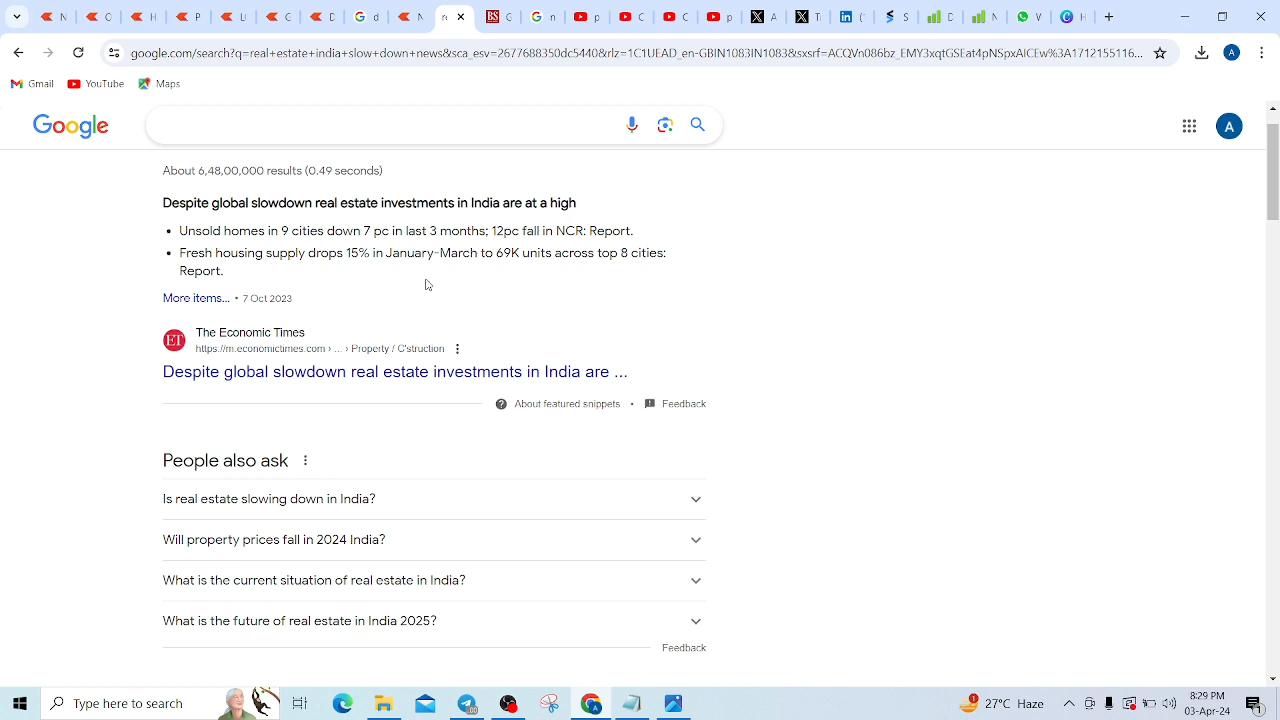 google.com/search?q=real+estate+india+slow+down+news&sca_esv=2577688350dc5440&rlz=1C1UEAD_en-GBIN1083IN1083&sxsrf=ACQVn086bz_EMY3xqtGSEat4pNSpxAlCEw%3A1712155116...
A
Gmail
YouTube
Maps
Google
A
About 6,48,00,000 results (0.49 seconds)
Despite global slowdown real estate investments in India are at a high
Unsold homes in 9 cities down 7 pc in last 3 months; 12pc fall in NCR: Report.
Fresh housing supply drops 15% in January-March to 69K units across top 8 cities:
Report.
More items... • 7 Oct 2023
ET
The Economic Times
https://m.economictimes.com › ... › Property / C'struction
Despite global slowdown real estate investments in India are ...
About featured snippets • Feedback
People also ask
Is real estate slowing down in India?
Will property prices fall in 2024 India?
What is the current situation of real estate in India?
What is the future of real estate in India 2025?
Feedback
Type here to search
27°C Haze
8:29 PM
03-Apr-24